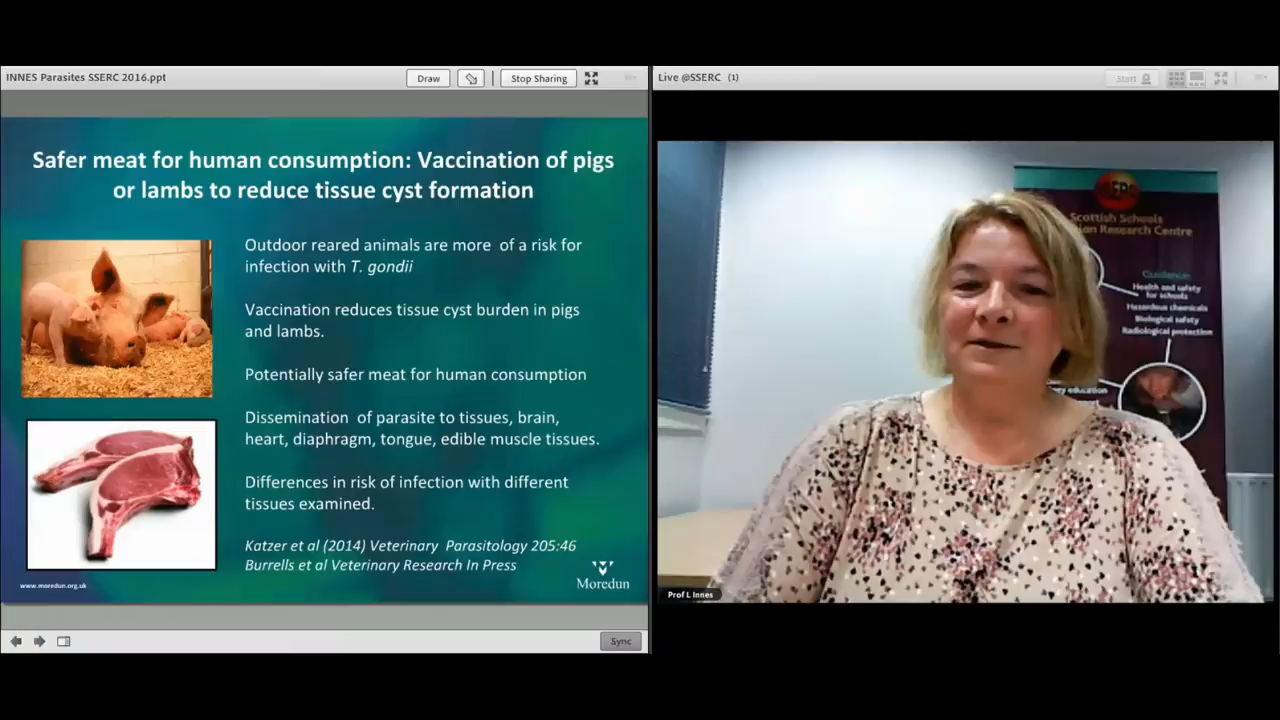 INNES Parasites SSERC 2016.ppt
Draw
Stop Sharing
Safer meat for human consumption: Vaccination of pigs
or lambs to reduce tissue cyst formation
Outdoor reared animals are more of a risk for
infection with T. gondii
Vaccination reduces tissue cyst burden in pigs
and lambs.
Potentially safer meat for human consumption
Dissemination of parasite to tissues, brain,
heart, diaphragm, tongue, edible muscle tissues.
Differences in risk of infection with different
tissues examined.
Katzer et al (2014) Veterinary Parasitology 205:46
Burrells et al Veterinary Research In Press
www.moredun.org.uk
Moredun
Sync
Live @SSERC (1)
Start
Scottish Schools
Research Centre
Guidance
Health and safety
for schools
Hazardous chemicals
Biological safety
Radiological protection
education
Prof L Innes